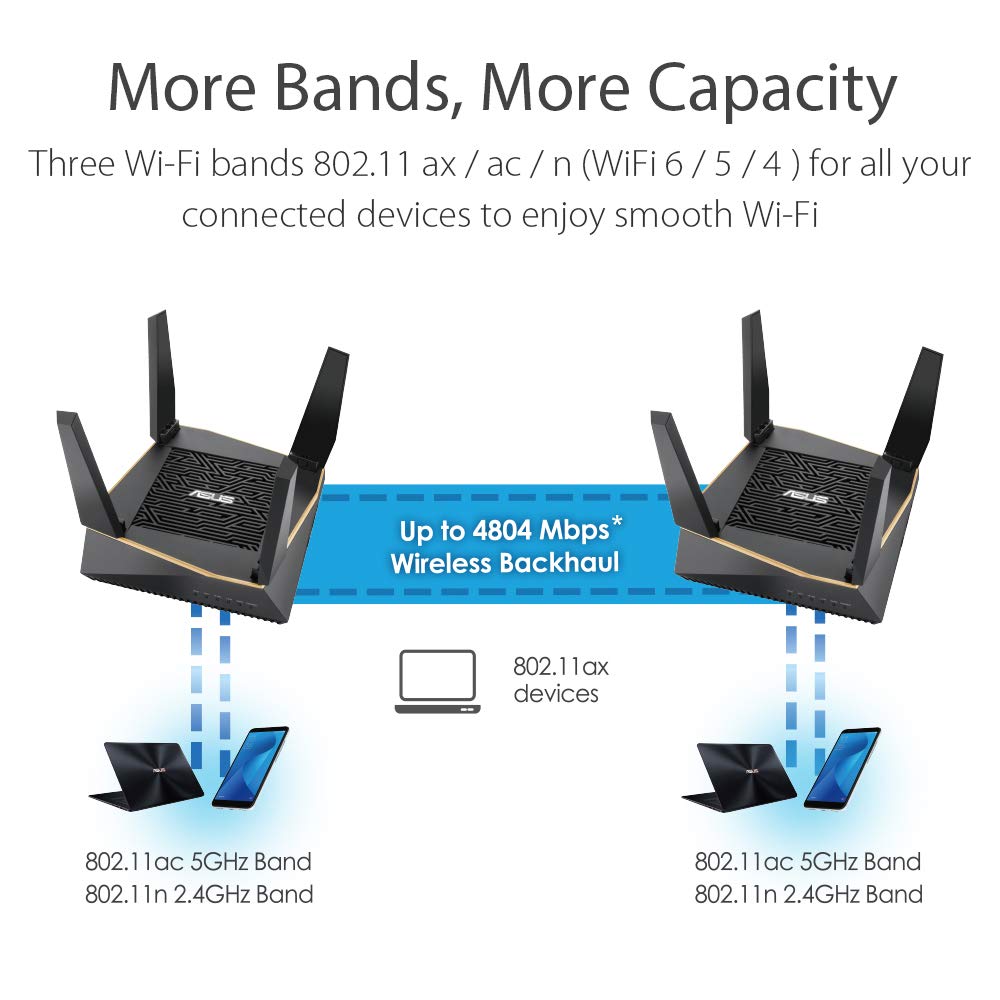 More Bands, More Capacity
Three Wi-Fi bands 802.11 ax / ac / n (WiFi 6 / 5 / 4 ) for all your
connected devices to enjoy smooth Wi-Fi
ASUS
ASUS
Up to 4804 Mbps*
Wireless Backhaul
802.11ax
devices
ASUS
ASUS
802.11ac 5GHz Band
802.11n 2.4GHz Band
802.11ac 5GHz Band
802.11n 2.4GHz Band